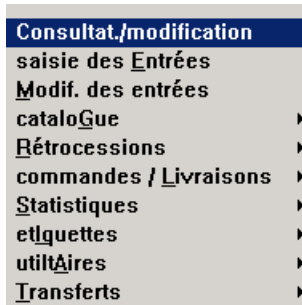 Consultat./modification
saisie des Entrées
Modif. des entrées
cataloGue
Rétrocessions
commandes / Livraisons
Statistiques
etIquettes
utiltAires
Transferts